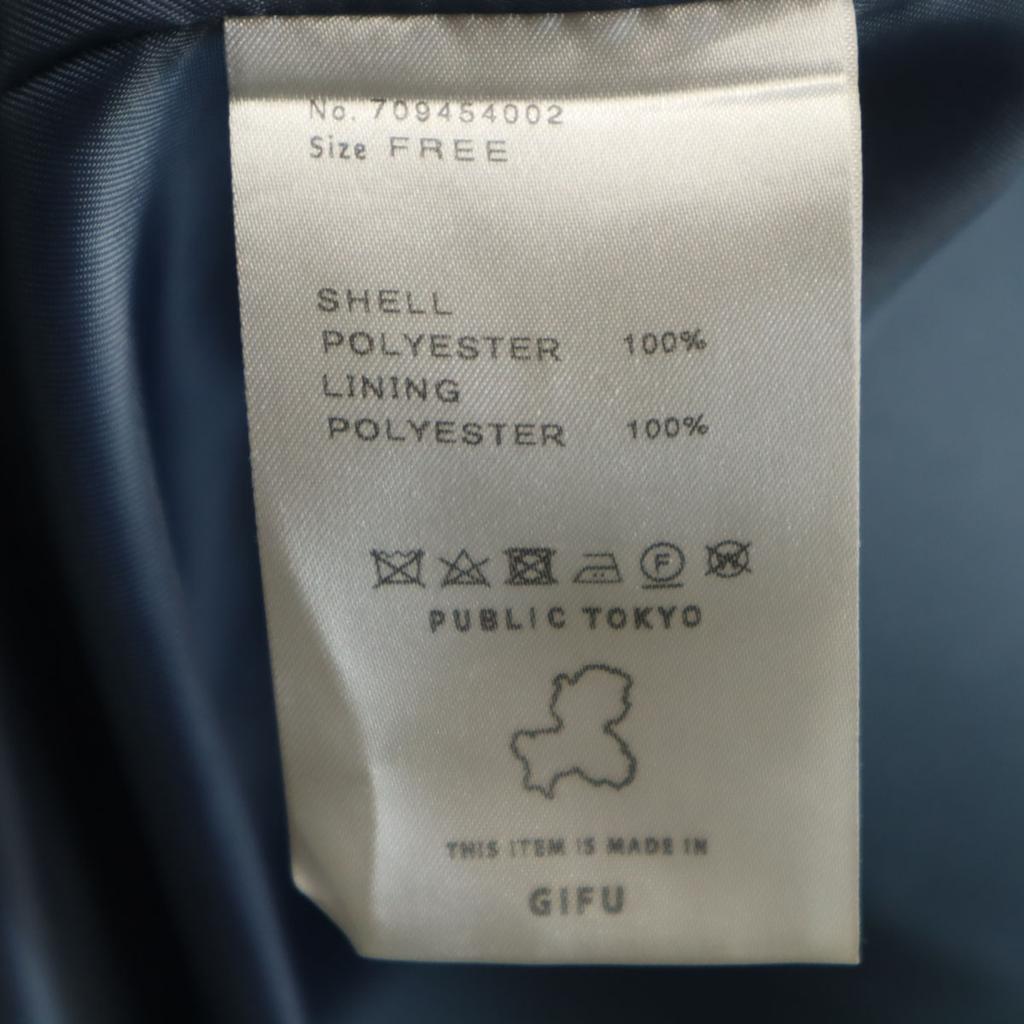 No. 709454002
Size FREE
SHELL
POLYESTER 100%
LINING
POLYESTER 100%
F W
PUBLIC TOKYO
THIS ITEM IS MADE IN
GIFU